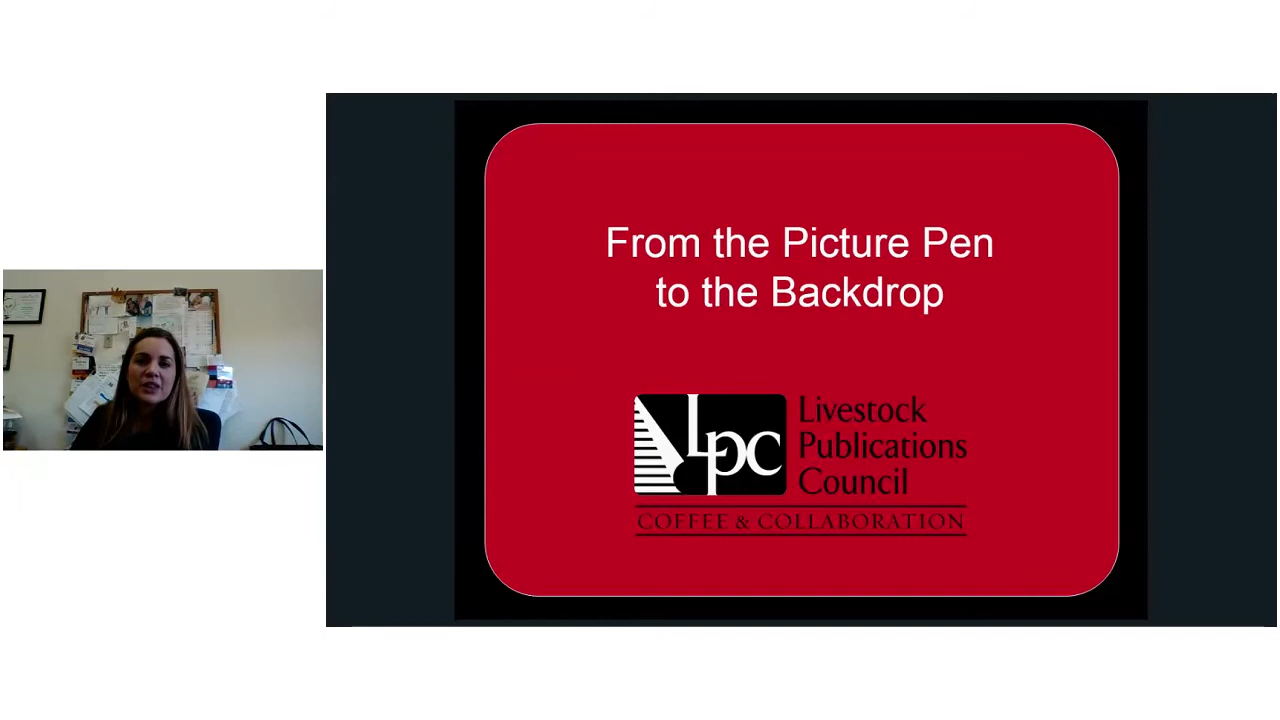 From the Picture Pen
to the Backdrop
Lpc
Livestock
Publications
Council
COFFEE & COLLABORATION